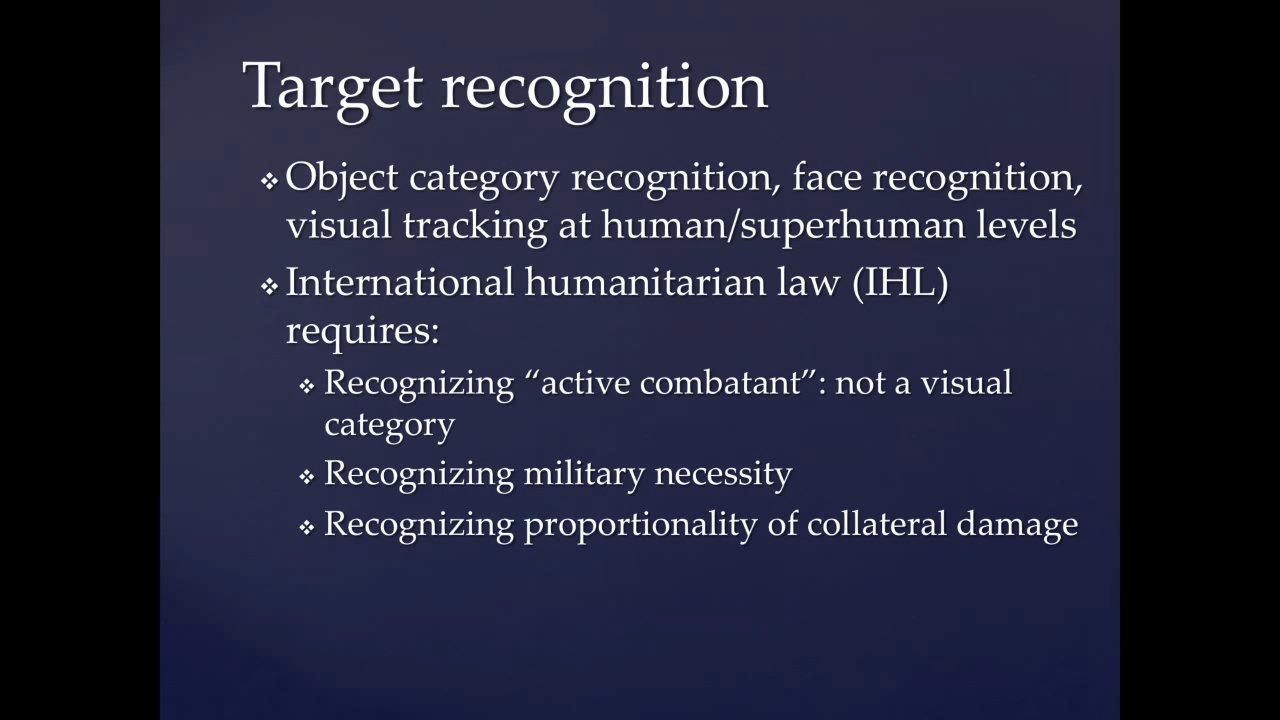 Target recognition
❖ Object category recognition, face recognition,
visual tracking at human/superhuman levels
❖ International humanitarian law (IHL)
requires:
❖ Recognizing “active combatant”: not a visual
category
❖ Recognizing military necessity
❖ Recognizing proportionality of collateral damage